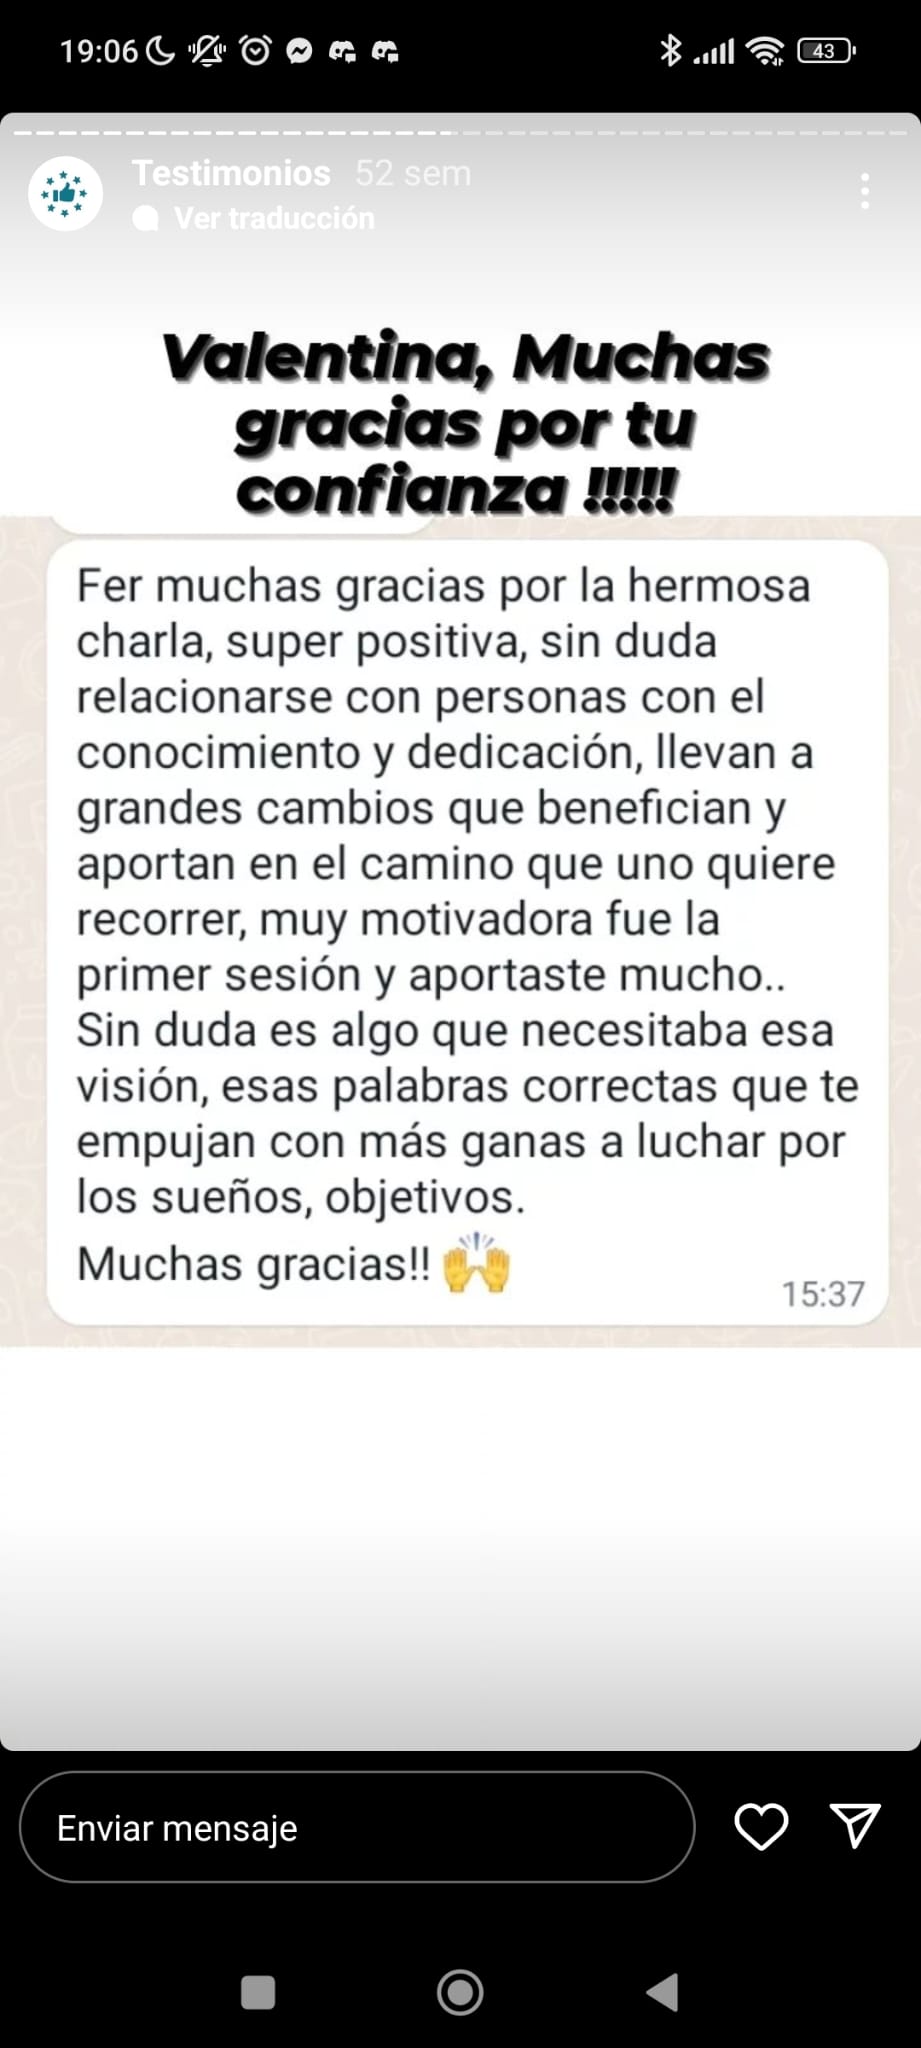 19:06
43
Testimonios 52 sem
Ver traducción
Valentina, Muchas
gracias por tu
confianza !!!!!
Fer muchas gracias por la hermosa
charla, super positiva, sin duda
relacionarse con personas con el
conocimiento y dedicación, llevan a
grandes cambios que benefician y
aportan en el camino que uno quiere
recorrer, muy motivadora fue la
primer sesión y aportaste mucho..
Sin duda es algo que necesitaba esa
visión, esas palabras correctas que te
empujan con más ganas a luchar por
los sueños, objetivos.
Muchas gracias!! 🙌
15:37
Enviar mensaje